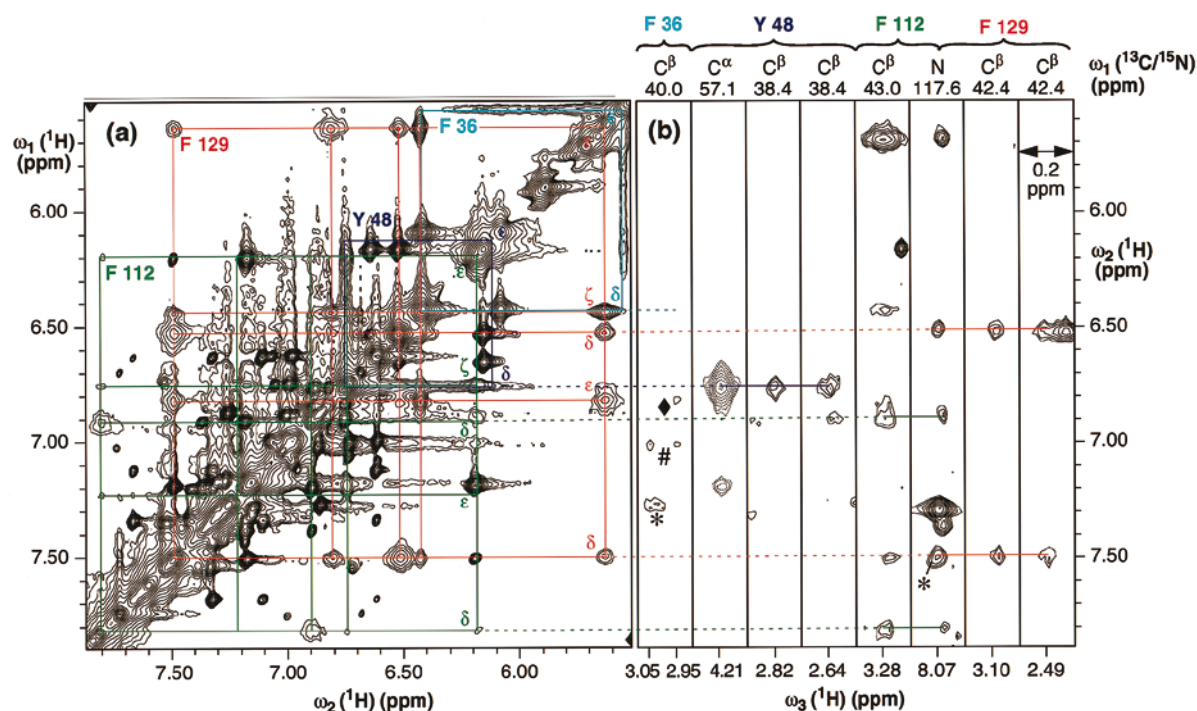 F 36 Y 48 F 112 F 129
Cβ Cα Cβ Cβ Cβ N Cβ Cβ ω1 (13C/15N)
40.0 57.1 38.4 38.4 43.0 117.6 42.4 42.4 (ppm)
(a) F 36 (b)
ω1 (1H)
(ppm)
F 129
ε
0.2
ppm
6.00 6.00
Y 48 ε
...
ω2 (1H)
(ppm)
F 112 ε
ζ δ
6.50 6.50
δ
ζ δ
ε
♦
δ
7.00 7.00
#
ε
*
7.50 δ 7.50
*
δ
7.50 7.00 6.50 6.00
3.05 2.95 4.21 2.82 2.64 3.28 8.07 3.10 2.49
ω2 (1H) (ppm) ω3 (1H) (ppm)